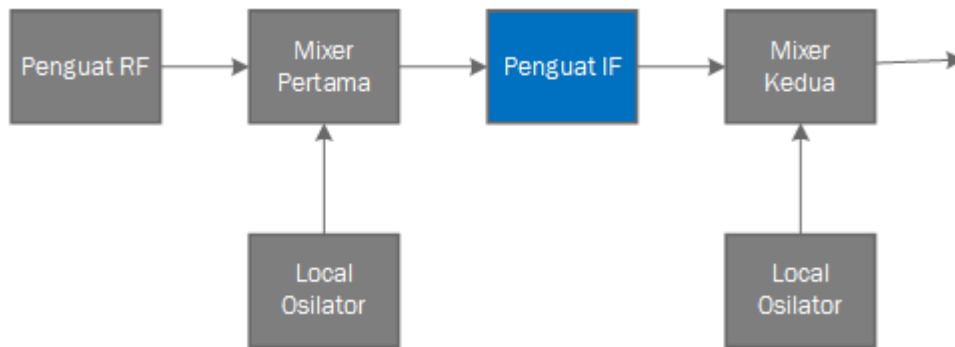 Penguat RF
Mixer
Pertama
Penguat IF
Mixer
Kedua
Local
Osilator
Local
Osilator